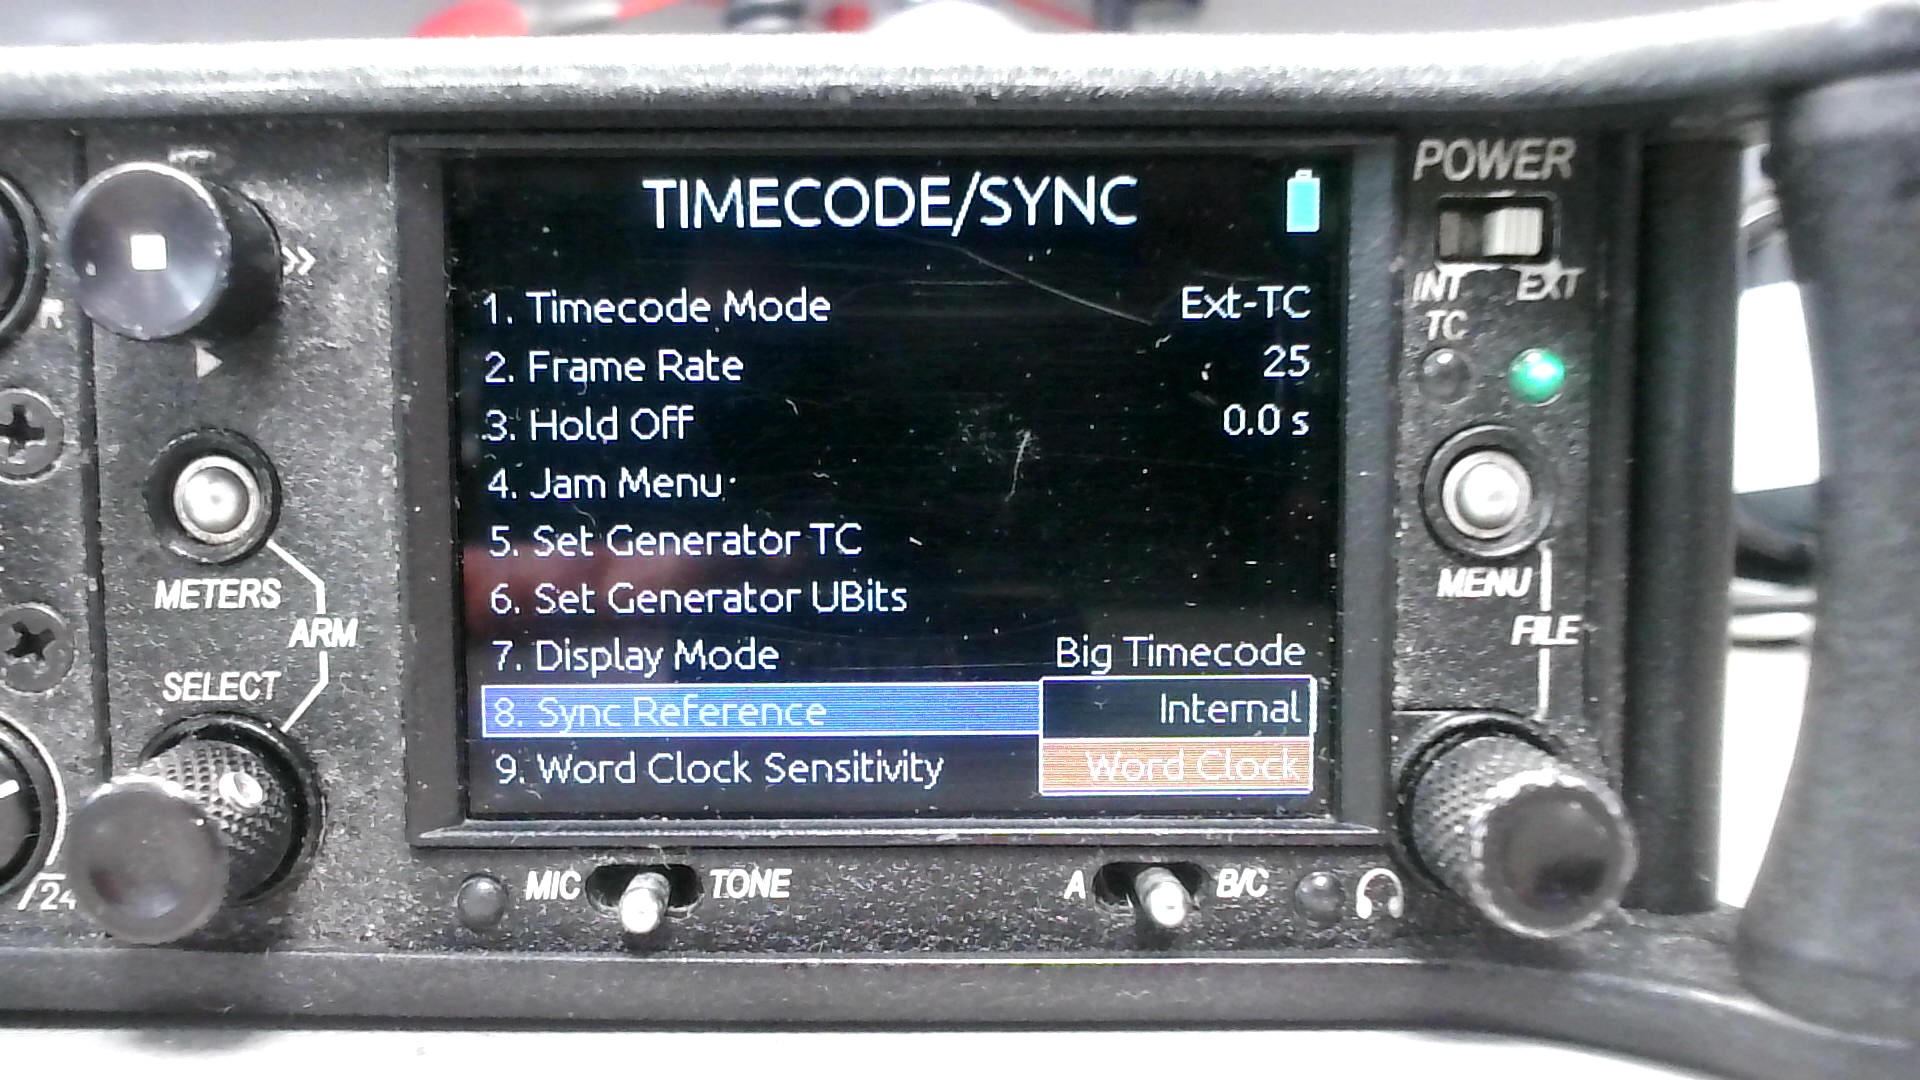 TIMECODE/SYNC
1. Timecode Mode Ext-TC
2. Frame Rate 25
3. Hold Off 0.0 s
4. Jam Menu
5. Set Generator TC
6. Set Generator UBits
7. Display Mode Big Timecode
8. Sync Reference Internal
9. Word Clock Sensitivity Word Clock
POWER
INT EXT
TC
MENU
FILE
R
METERS
ARM
SELECT
/24
MIC TONE
A B/C